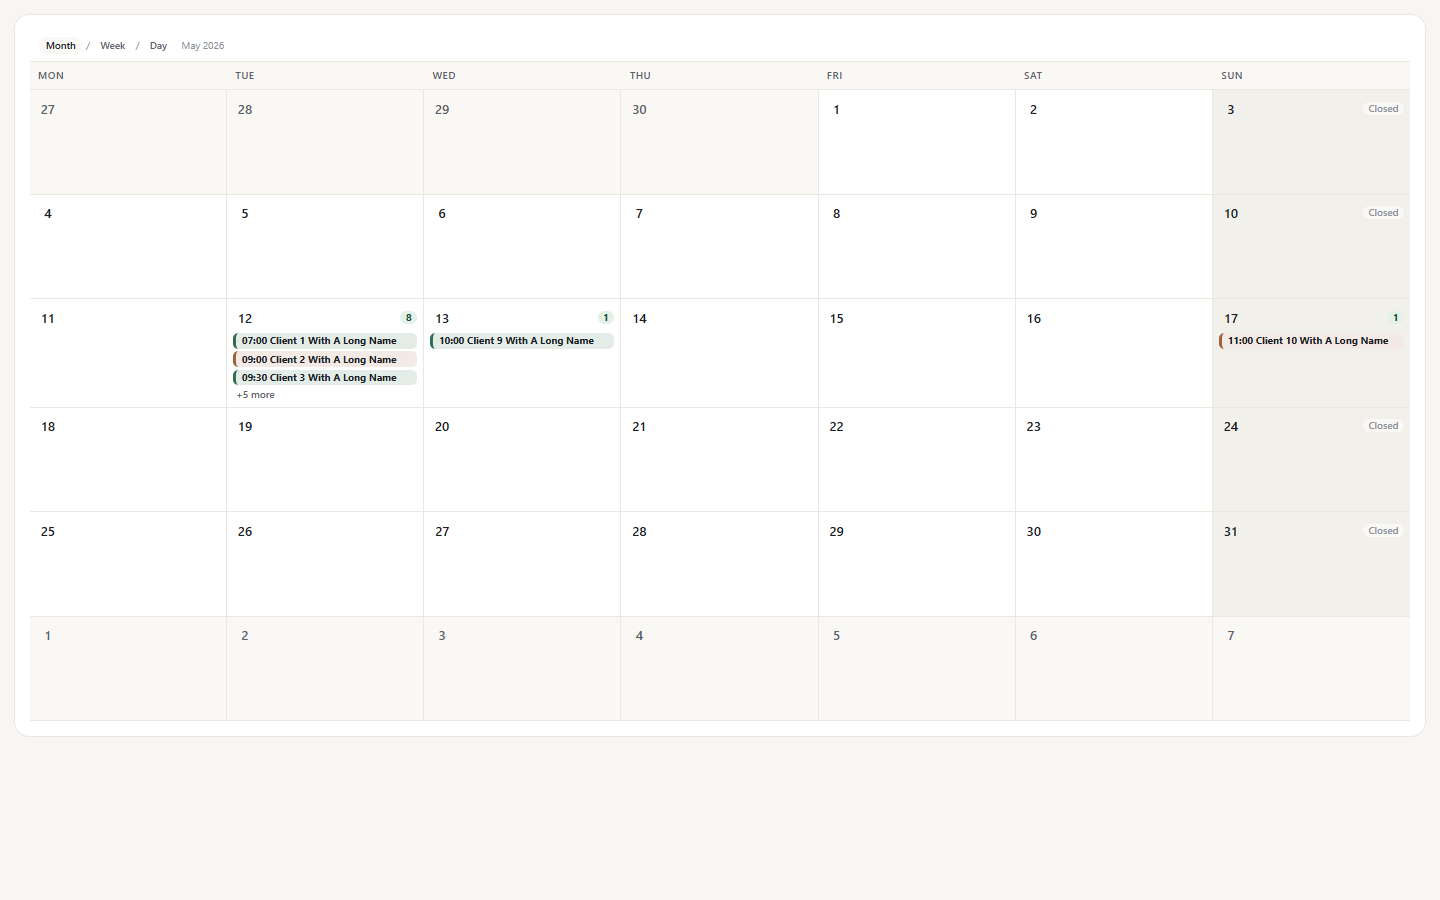 Month / Week / Day May 2026
MON TUE WED THU FRI SAT SUN
27 28 29 30 1 2 3 Closed
4 5 6 7 8 9 10 Closed
11 12 8 13 1 14 15 16 17 1
07:00 Client 1 With A Long Name 10:00 Client 9 With A Long Name 11:00 Client 10 With A Long Name
09:00 Client 2 With A Long Name
09:30 Client 3 With A Long Name
+5 more
18 19 20 21 22 23 24 Closed
25 26 27 28 29 30 31 Closed
1 2 3 4 5 6 7